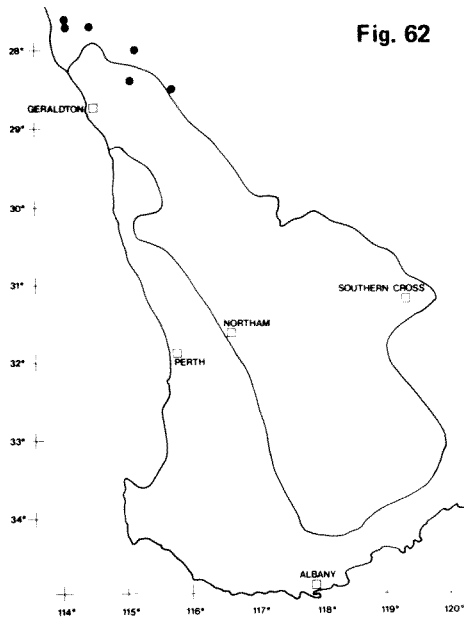 Fig. 62
28°
GERALDTON
29°
30°
31°
SOUTHERN CROSS
NORTHAM
32°
PERTH
33°
34°
ALBANY
114° 115° 116° 117° 118° 119° 120°